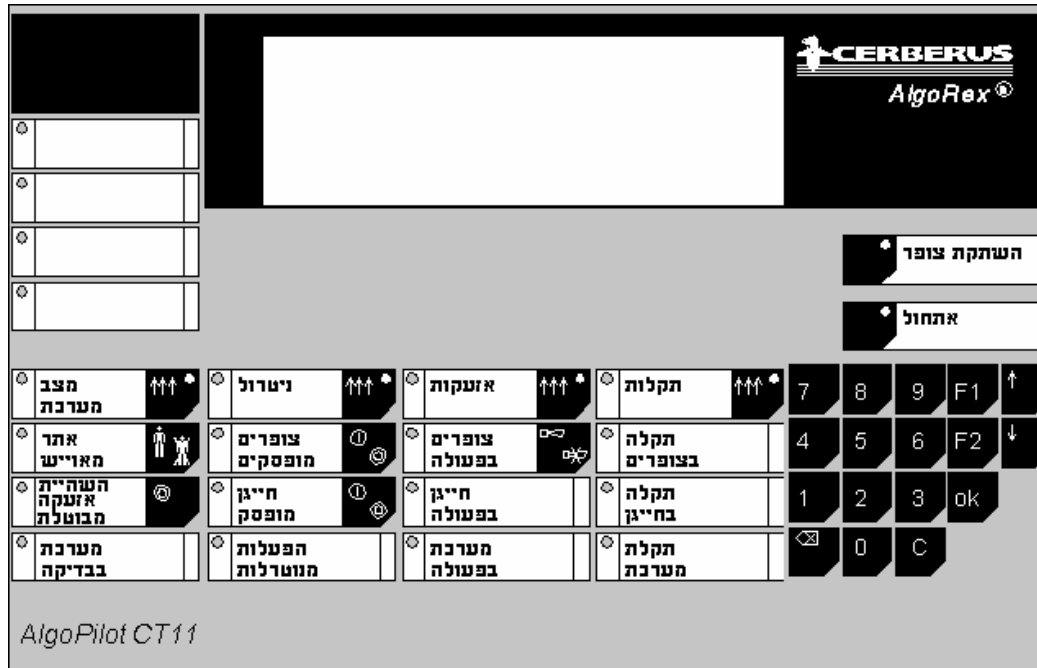 CERBERUS
AlgoRex ®
השתקת צופר
אתחול
מצב
מערכת
ניטרול
אזעקות
תקלות
אתר
מאוייש
צופרים
מופסקים
צופרים
בפעולה
תקלה
בצופרים
השהיית
אזעקה
מבוטלת
חייגן
מופסק
חייגן
בפעולה
תקלה
בחייגן
מערכת
בבדיקה
הפעלות
מנוטרלות
מערכת
בפעולה
תקלת
מערכת
7 8 9 F1 ↑
4 5 6 F2 ↓
1 2 3 ok
⌫ 0 C
AlgoPilot CT11